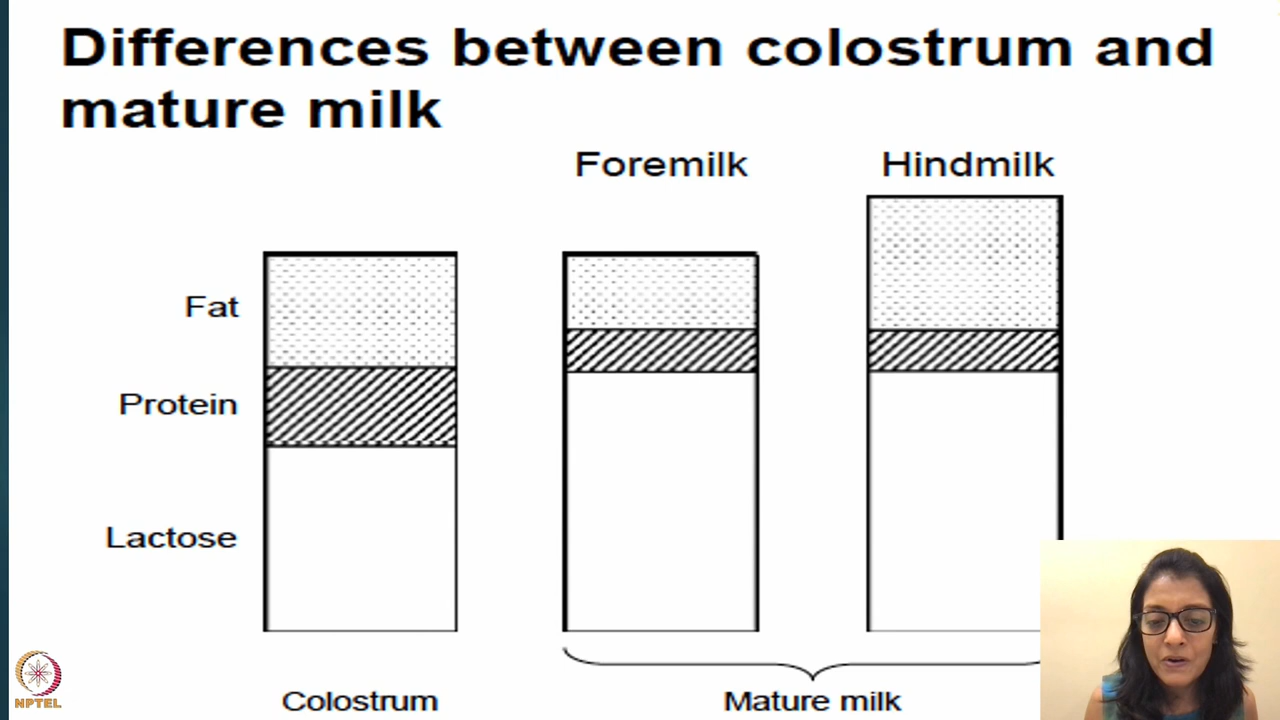 Differences between colostrum and
mature milk
Foremilk
Hindmilk
Fat
Protein
Lactose
Colostrum
Mature milk
NPTEL